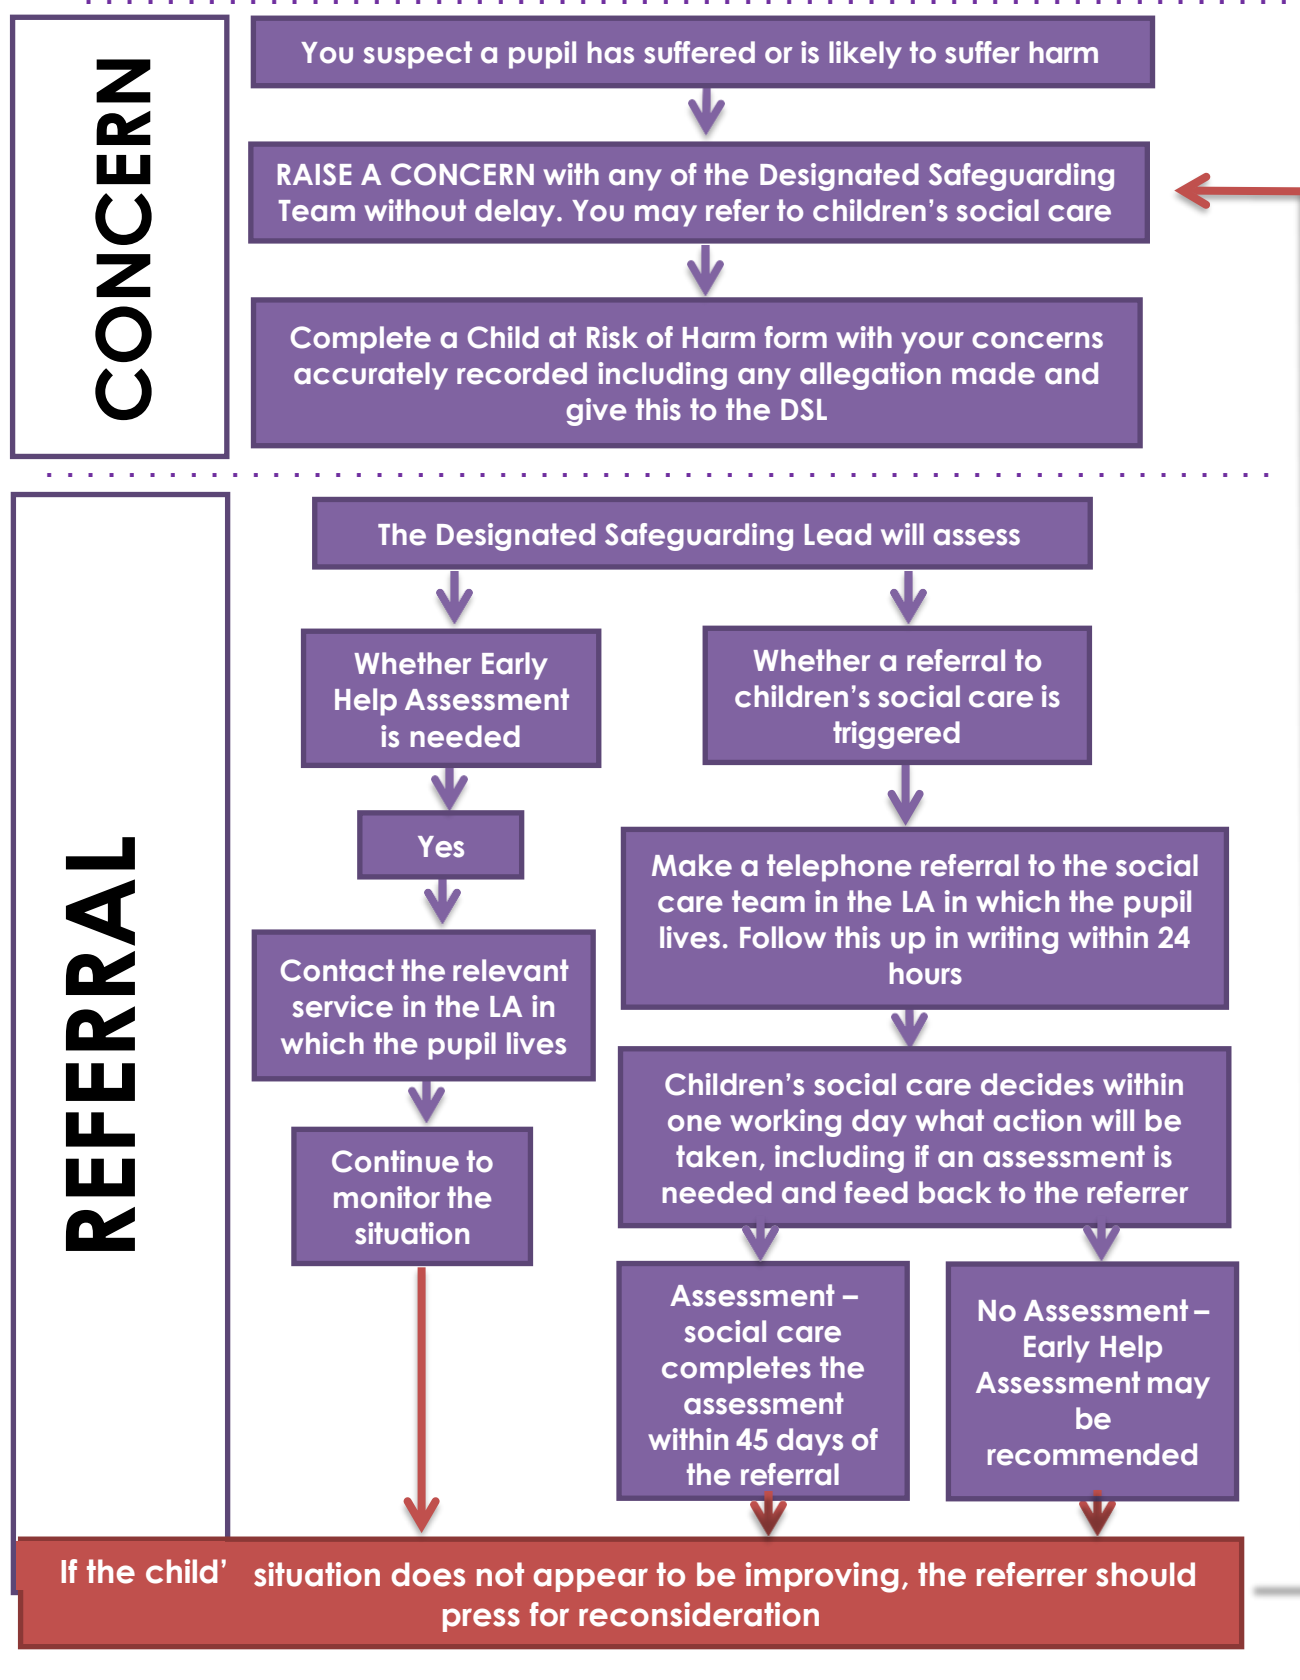 CONCERN
You suspect a pupil has suffered or is likely to suffer harm
RAISE A CONCERN with any of the Designated Safeguarding
Team without delay. You may refer to children's social care
Complete a Child at Risk of Harm form with your concerns
accurately recorded including any allegation made and
give this to the DSL
REFERRAL
The Designated Safeguarding Lead will assess
Whether Early
Help Assessment
is needed
Yes
Contact the relevant
service in the LA in
which the pupil lives
Continue to
monitor the
situation
Whether a referral to
children's social care is
triggered
Make a telephone referral to the social
care team in the LA in which the pupil
lives. Follow this up in writing within 24
hours
Children's social care decides within
one working day what action will be
taken, including if an assessment is
needed and feed back to the referrer
Assessment –
social care
completes the
assessment
within 45 days of
the referral
No Assessment –
Early Help
Assessment may
be
recommended
If the child' situation does not appear to be improving, the referrer should
press for reconsideration